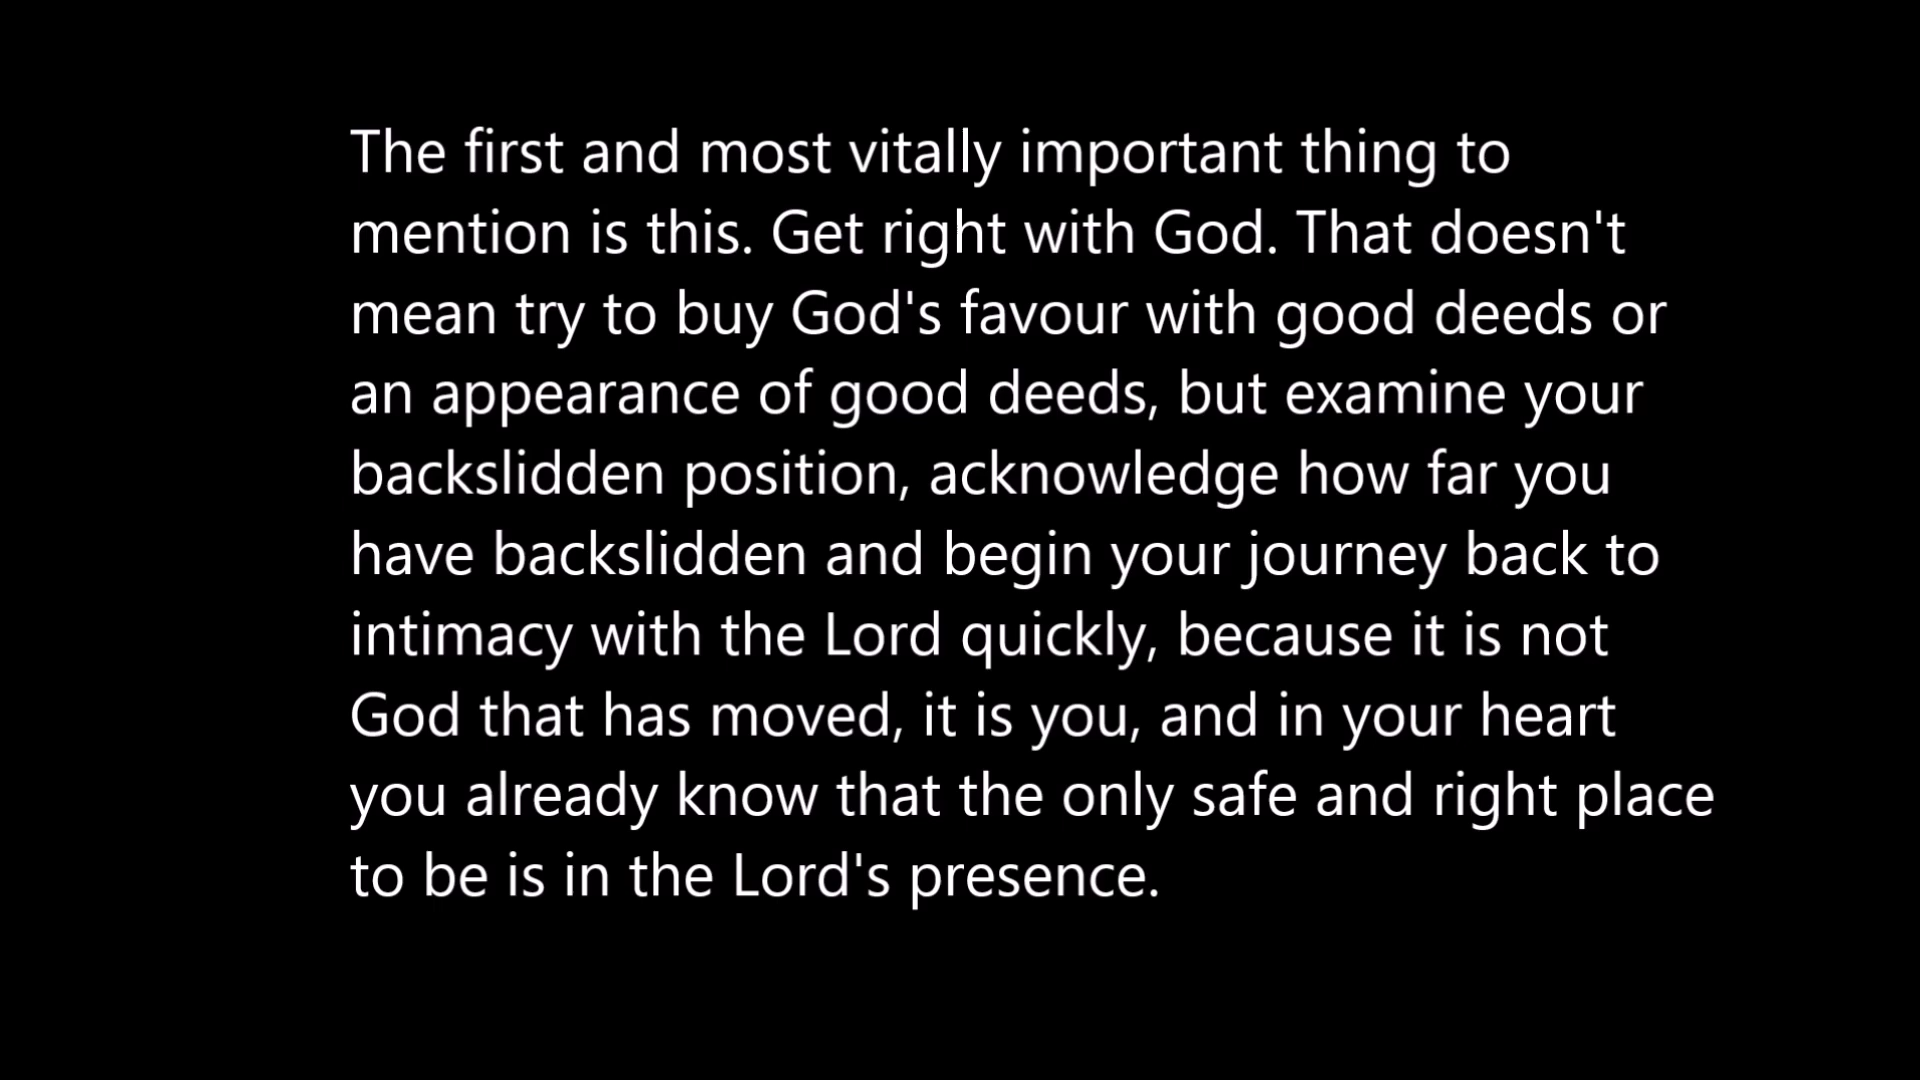 The first and most vitally important thing to
mention is this. Get right with God. That doesn't
mean try to buy God's favour with good deeds or
an appearance of good deeds, but examine your
backslidden position, acknowledge how far you
have backslidden and begin your journey back to
intimacy with the Lord quickly, because it is not
God that has moved, it is you, and in your heart
you already know that the only safe and right place
to be is in the Lord's presence.